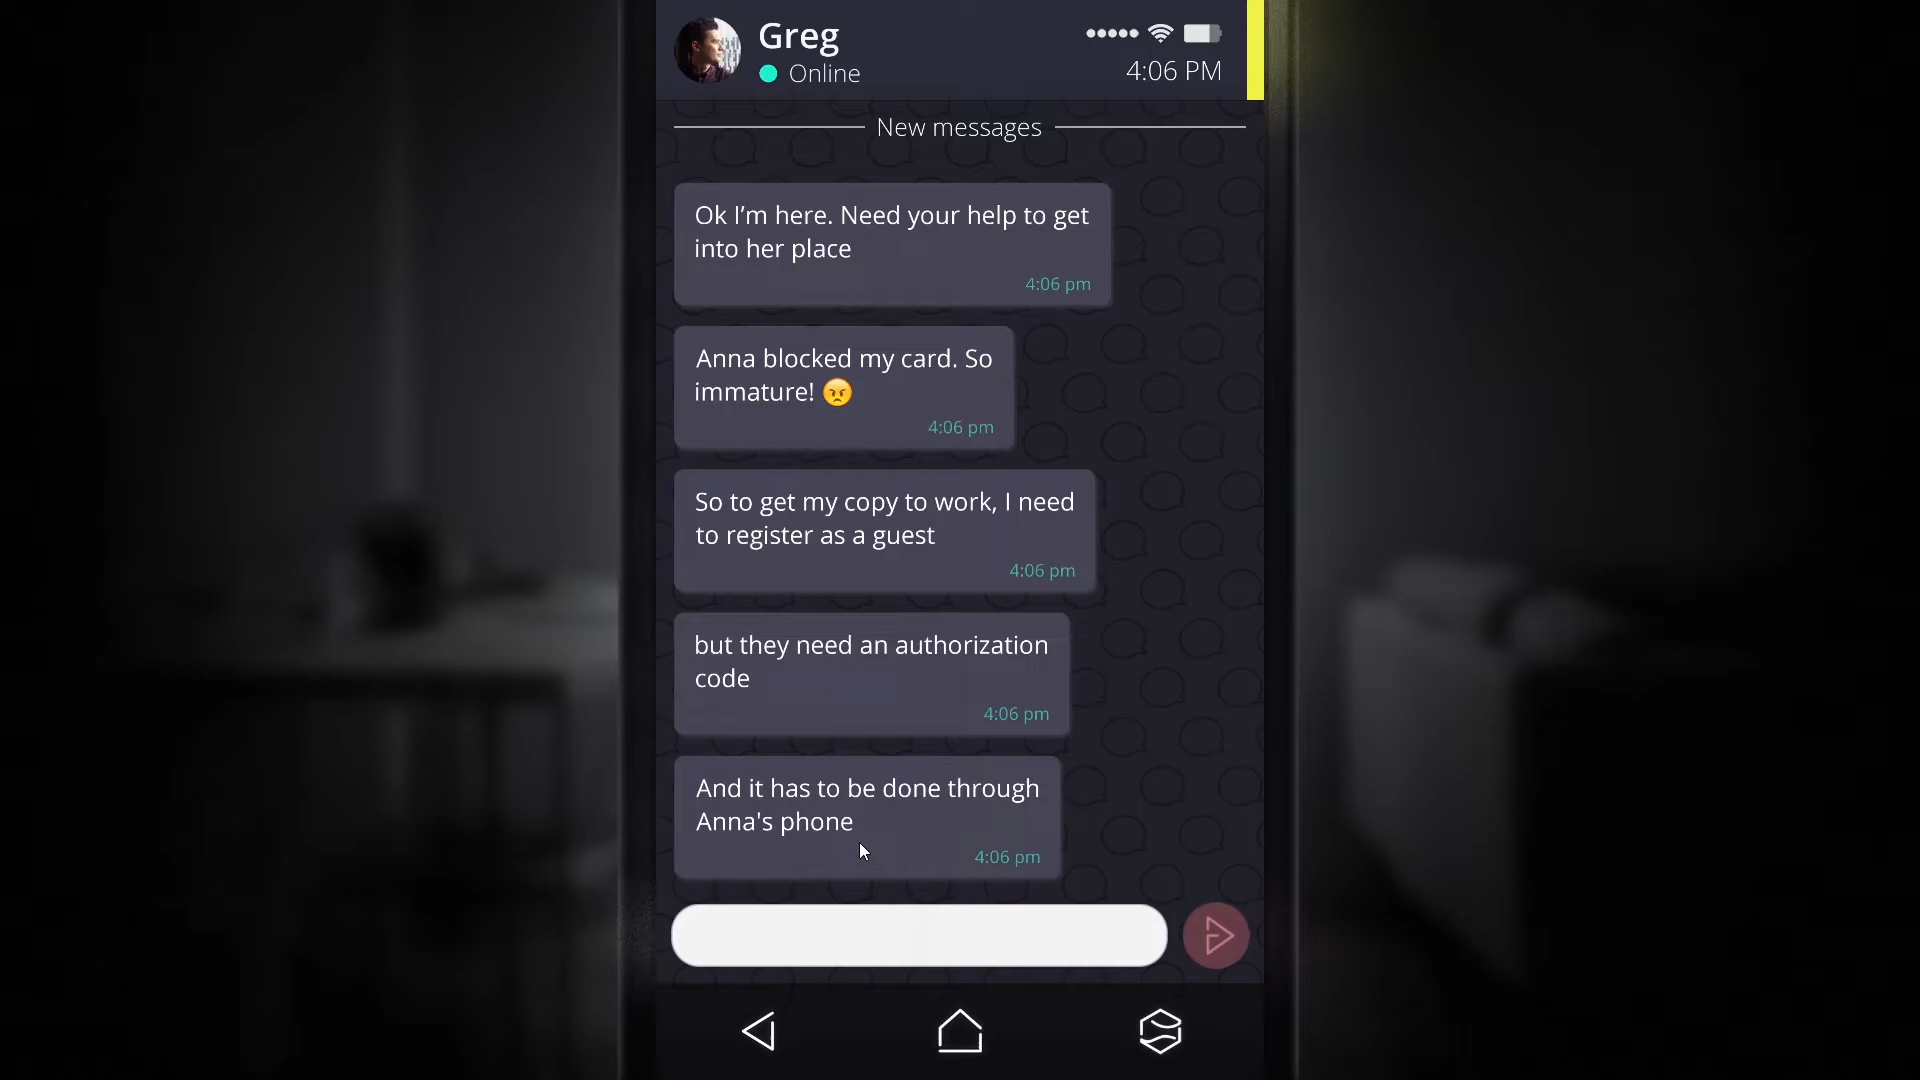 Greg
Online
4:06 PM
New messages
Ok I’m here. Need your help to get
into her place
4:06 pm
Anna blocked my card. So
immature! 😠
4:06 pm
So to get my copy to work, I need
to register as a guest
4:06 pm
but they need an authorization
code
4:06 pm
And it has to be done through
Anna's phone
4:06 pm